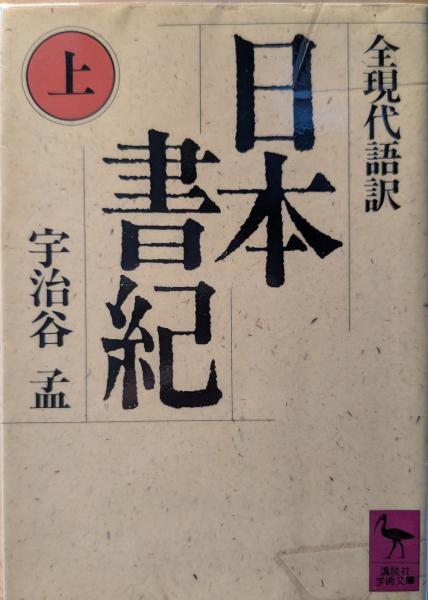 全現代語訳
日本
書紀
上
宇治谷 孟
講談社
学術文庫